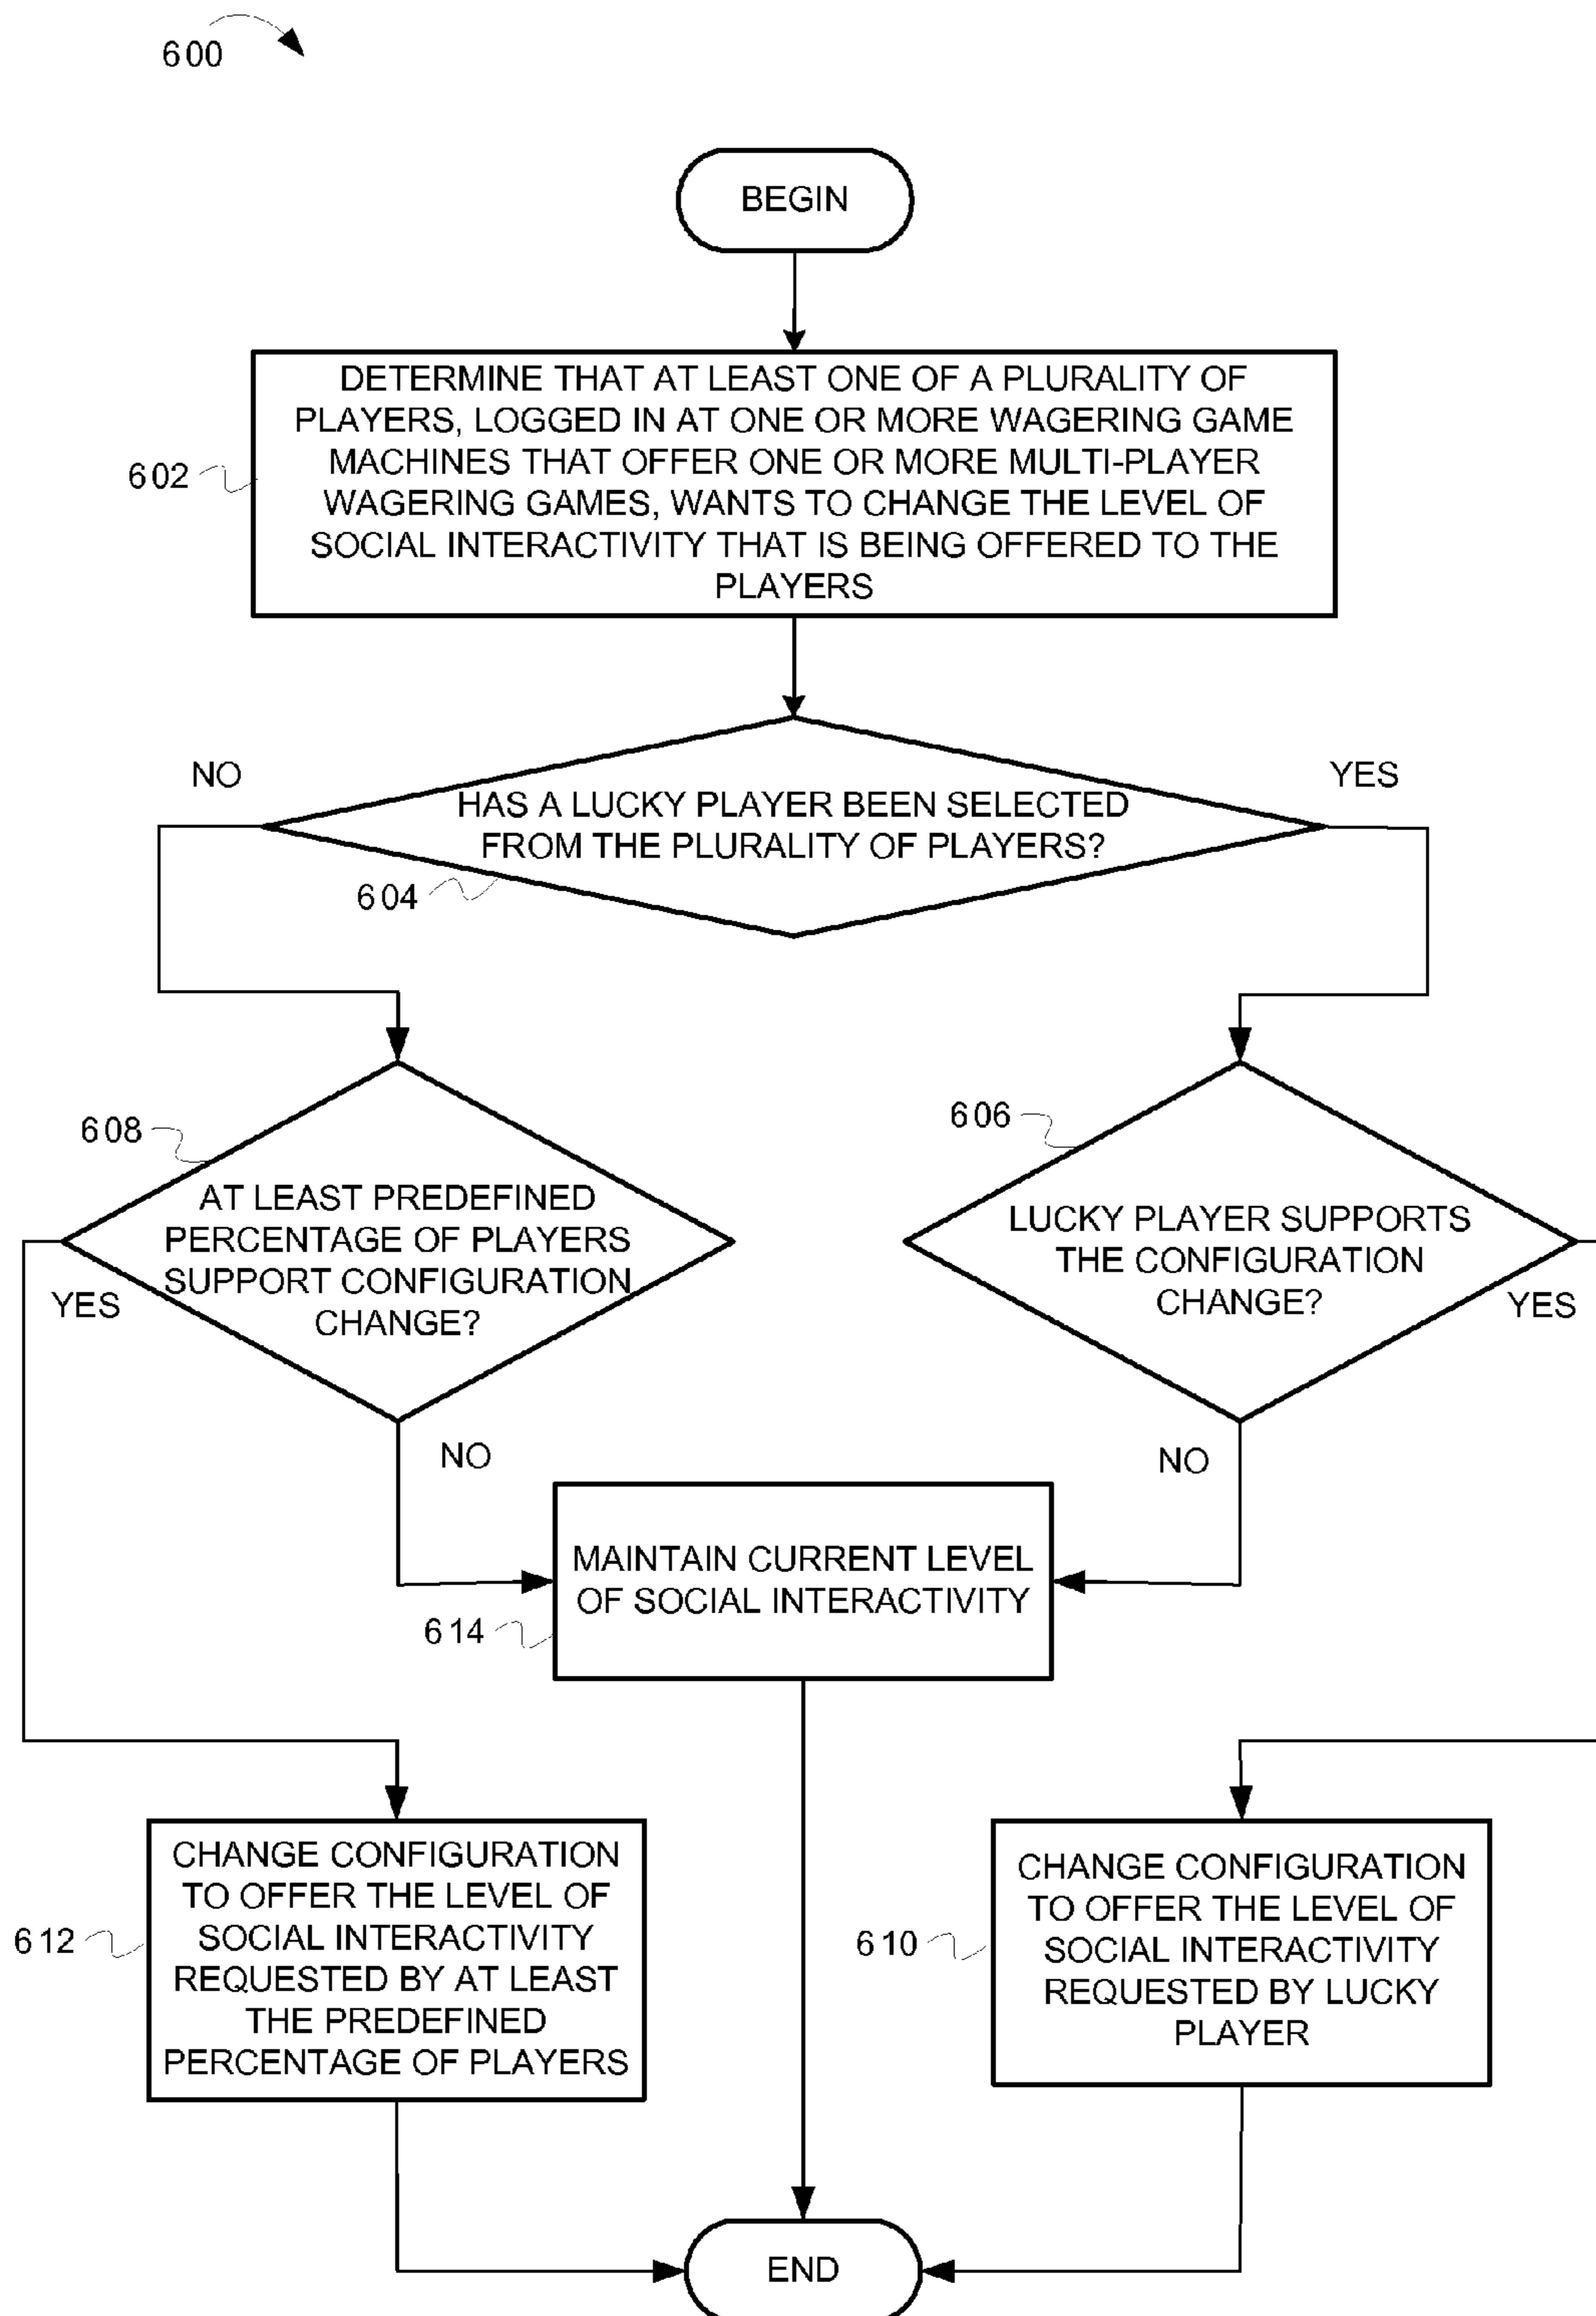 600
BEGIN
DETERMINE THAT AT LEAST ONE OF A PLURALITY OF
PLAYERS, LOGGED IN AT ONE OR MORE WAGERING GAME
MACHINES THAT OFFER ONE OR MORE MULTI-PLAYER
WAGERING GAMES, WANTS TO CHANGE THE LEVEL OF
SOCIAL INTERACTIVITY THAT IS BEING OFFERED TO THE
PLAYERS
602
NO
YES
HAS A LUCKY PLAYER BEEN SELECTED
FROM THE PLURALITY OF PLAYERS?
604
608
AT LEAST PREDEFINED
PERCENTAGE OF PLAYERS
SUPPORT CONFIGURATION
CHANGE?
YES
NO
606
LUCKY PLAYER SUPPORTS
THE CONFIGURATION
CHANGE?
YES
NO
MAINTAIN CURRENT LEVEL
OF SOCIAL INTERACTIVITY
614
CHANGE CONFIGURATION
TO OFFER THE LEVEL OF
SOCIAL INTERACTIVITY
REQUESTED BY AT LEAST
THE PREDEFINED
PERCENTAGE OF PLAYERS
612
CHANGE CONFIGURATION
TO OFFER THE LEVEL OF
SOCIAL INTERACTIVITY
REQUESTED BY LUCKY
PLAYER
610
END